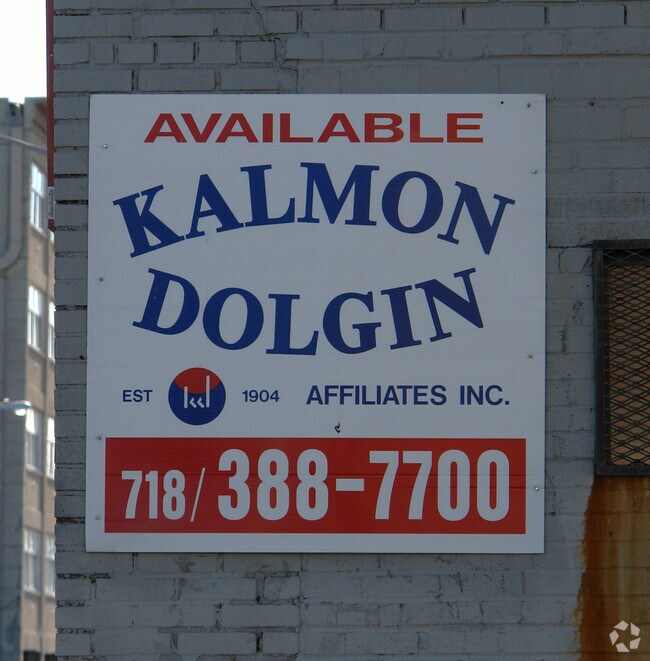 AVAILABLE
KALMON
DOLGIN
EST 1904 AFFILIATES INC.
718/388-7700